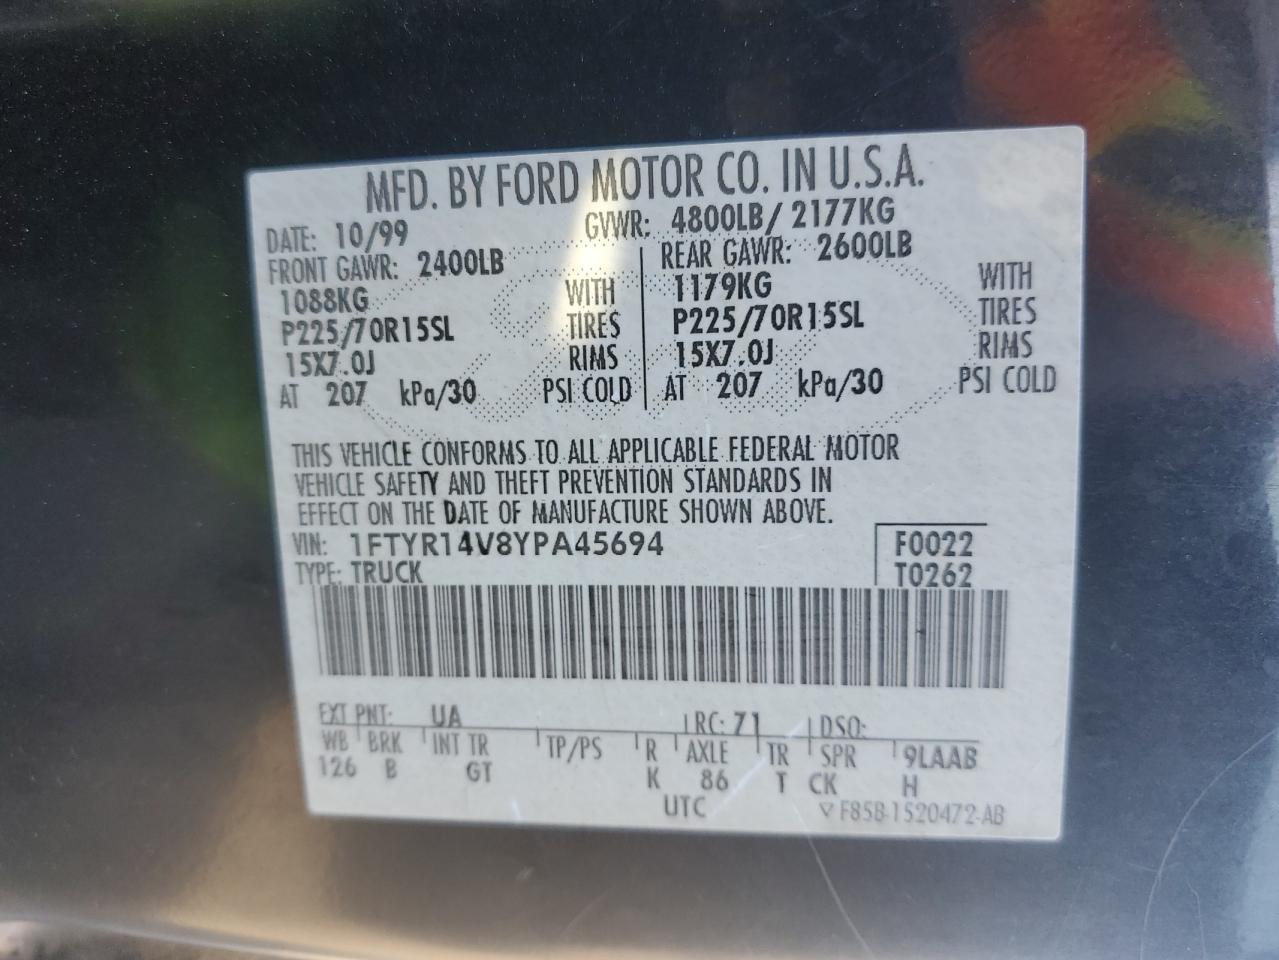 MFD. BY FORD MOTOR CO. IN U.S.A.
DATE: 10/99 GVWR: 4800LB/ 2177KG
FRONT GAWR: 2400LB REAR GAWR: 2600LB
1088KG WITH 1179KG WITH
P225/70R15SL TIRES P225/70R15SL TIRES
15X7.0J RIMS 15X7.0J RIMS
AT 207 kPa/30 PSI COLD AT 207 kPa/30 PSI COLD
THIS VEHICLE CONFORMS TO ALL APPLICABLE FEDERAL MOTOR
VEHICLE SAFETY AND THEFT PREVENTION STANDARDS IN
EFFECT ON THE DATE OF MANUFACTURE SHOWN ABOVE.
VIN: 1FTYR14V8YPA45694 F0022
TYPE: TRUCK T0262
EXT PNT: UA RC: 71 DSO:
WB BRK INT TR TP/PS R AXLE TR SPR 9LAAB
126 B GT K 86 T CK H
UTC F85B-1520472-AB